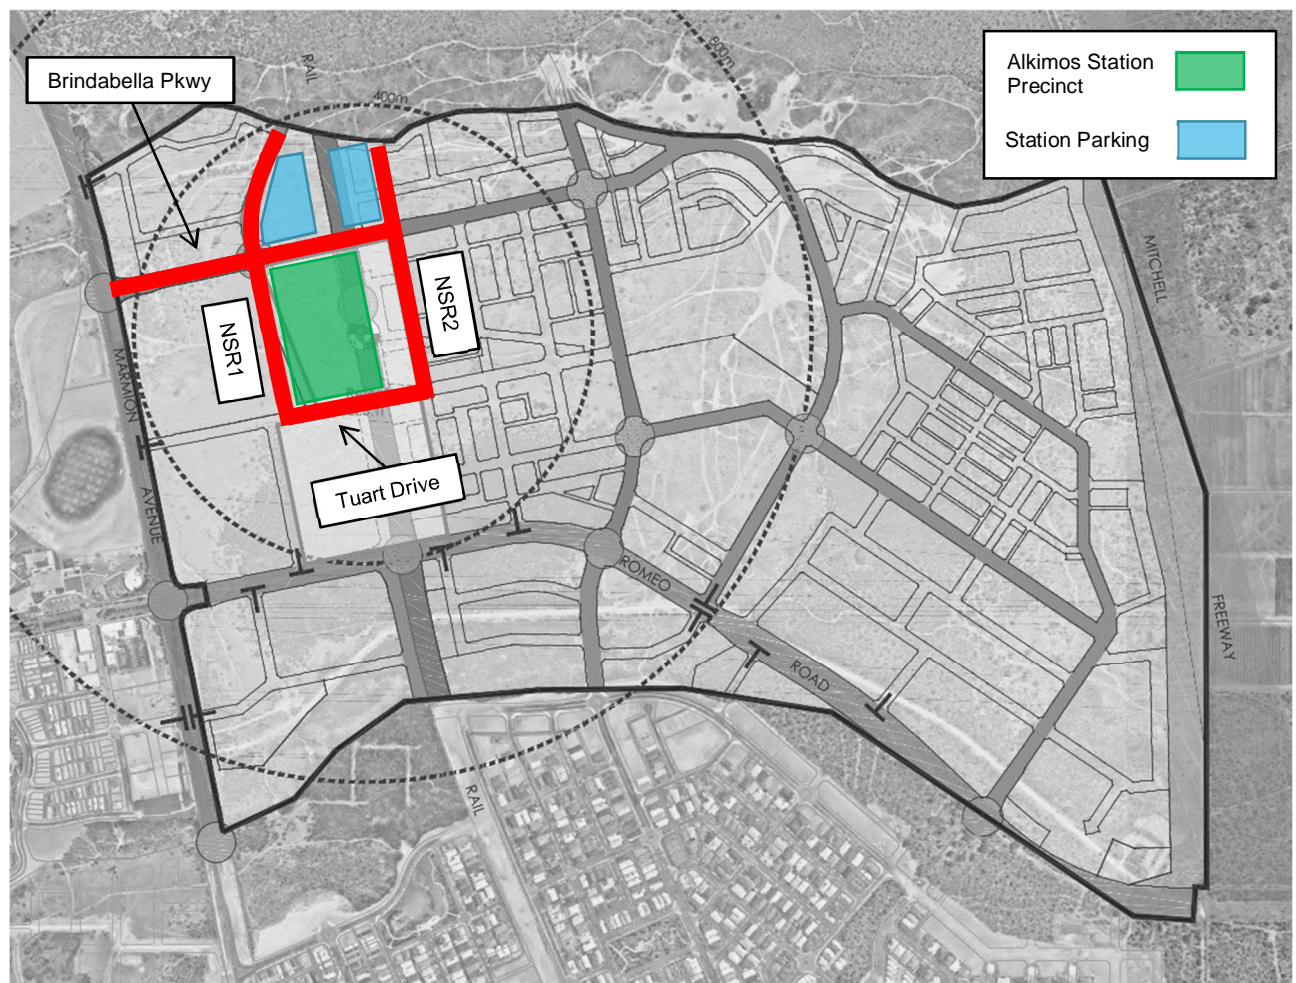 RAIL
Brindabella Pkwy
400m
800m
Alkimos Station
Precinct
Station Parking
MITCHELL
NSR1
NSR2
MARMION
Tuart Drive
AVENUE
ROMEO
ROAD
FREEWAY
RAIL